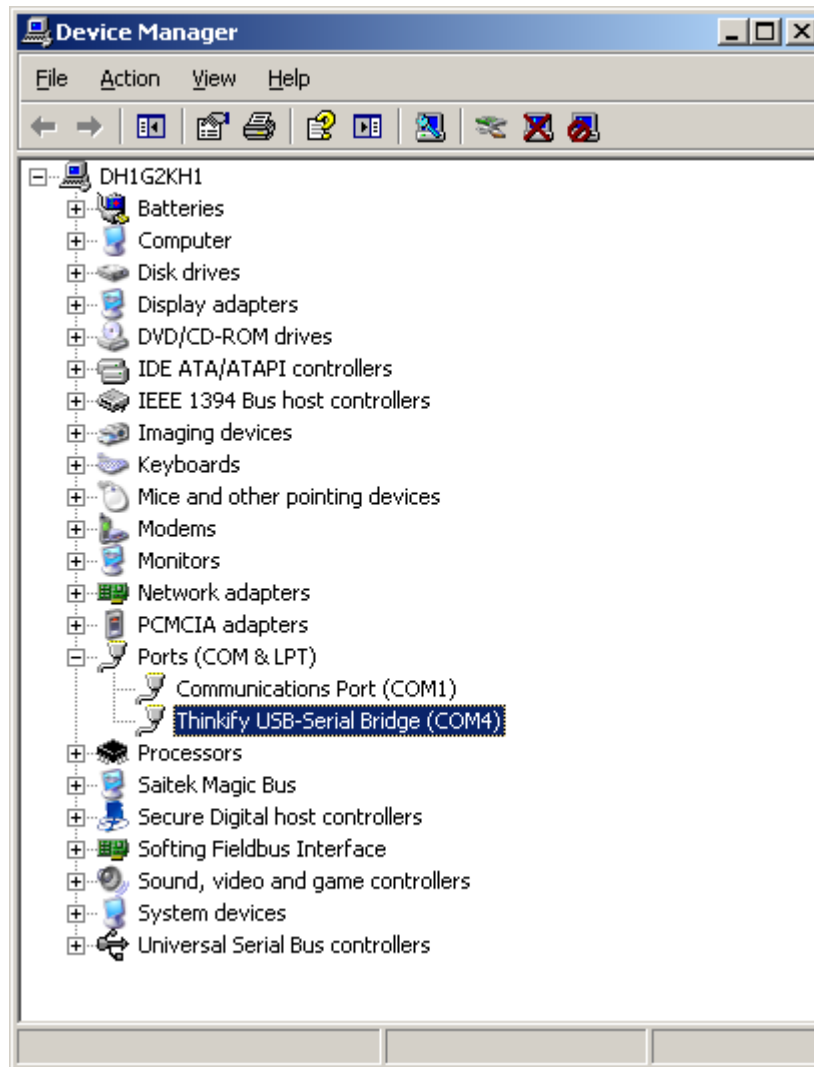 Device Manager
File Action View Help
DH1G2KH1
Batteries
Computer
Disk drives
Display adapters
DVD/CD-ROM drives
IDE ATA/ATAPI controllers
IEEE 1394 Bus host controllers
Imaging devices
Keyboards
Mice and other pointing devices
Modems
Monitors
Network adapters
PCMCIA adapters
Ports (COM & LPT)
Communications Port (COM1)
Thinkify USB-Serial Bridge (COM4)
Processors
Saitek Magic Bus
Secure Digital host controllers
Softing Fieldbus Interface
Sound, video and game controllers
System devices
Universal Serial Bus controllers